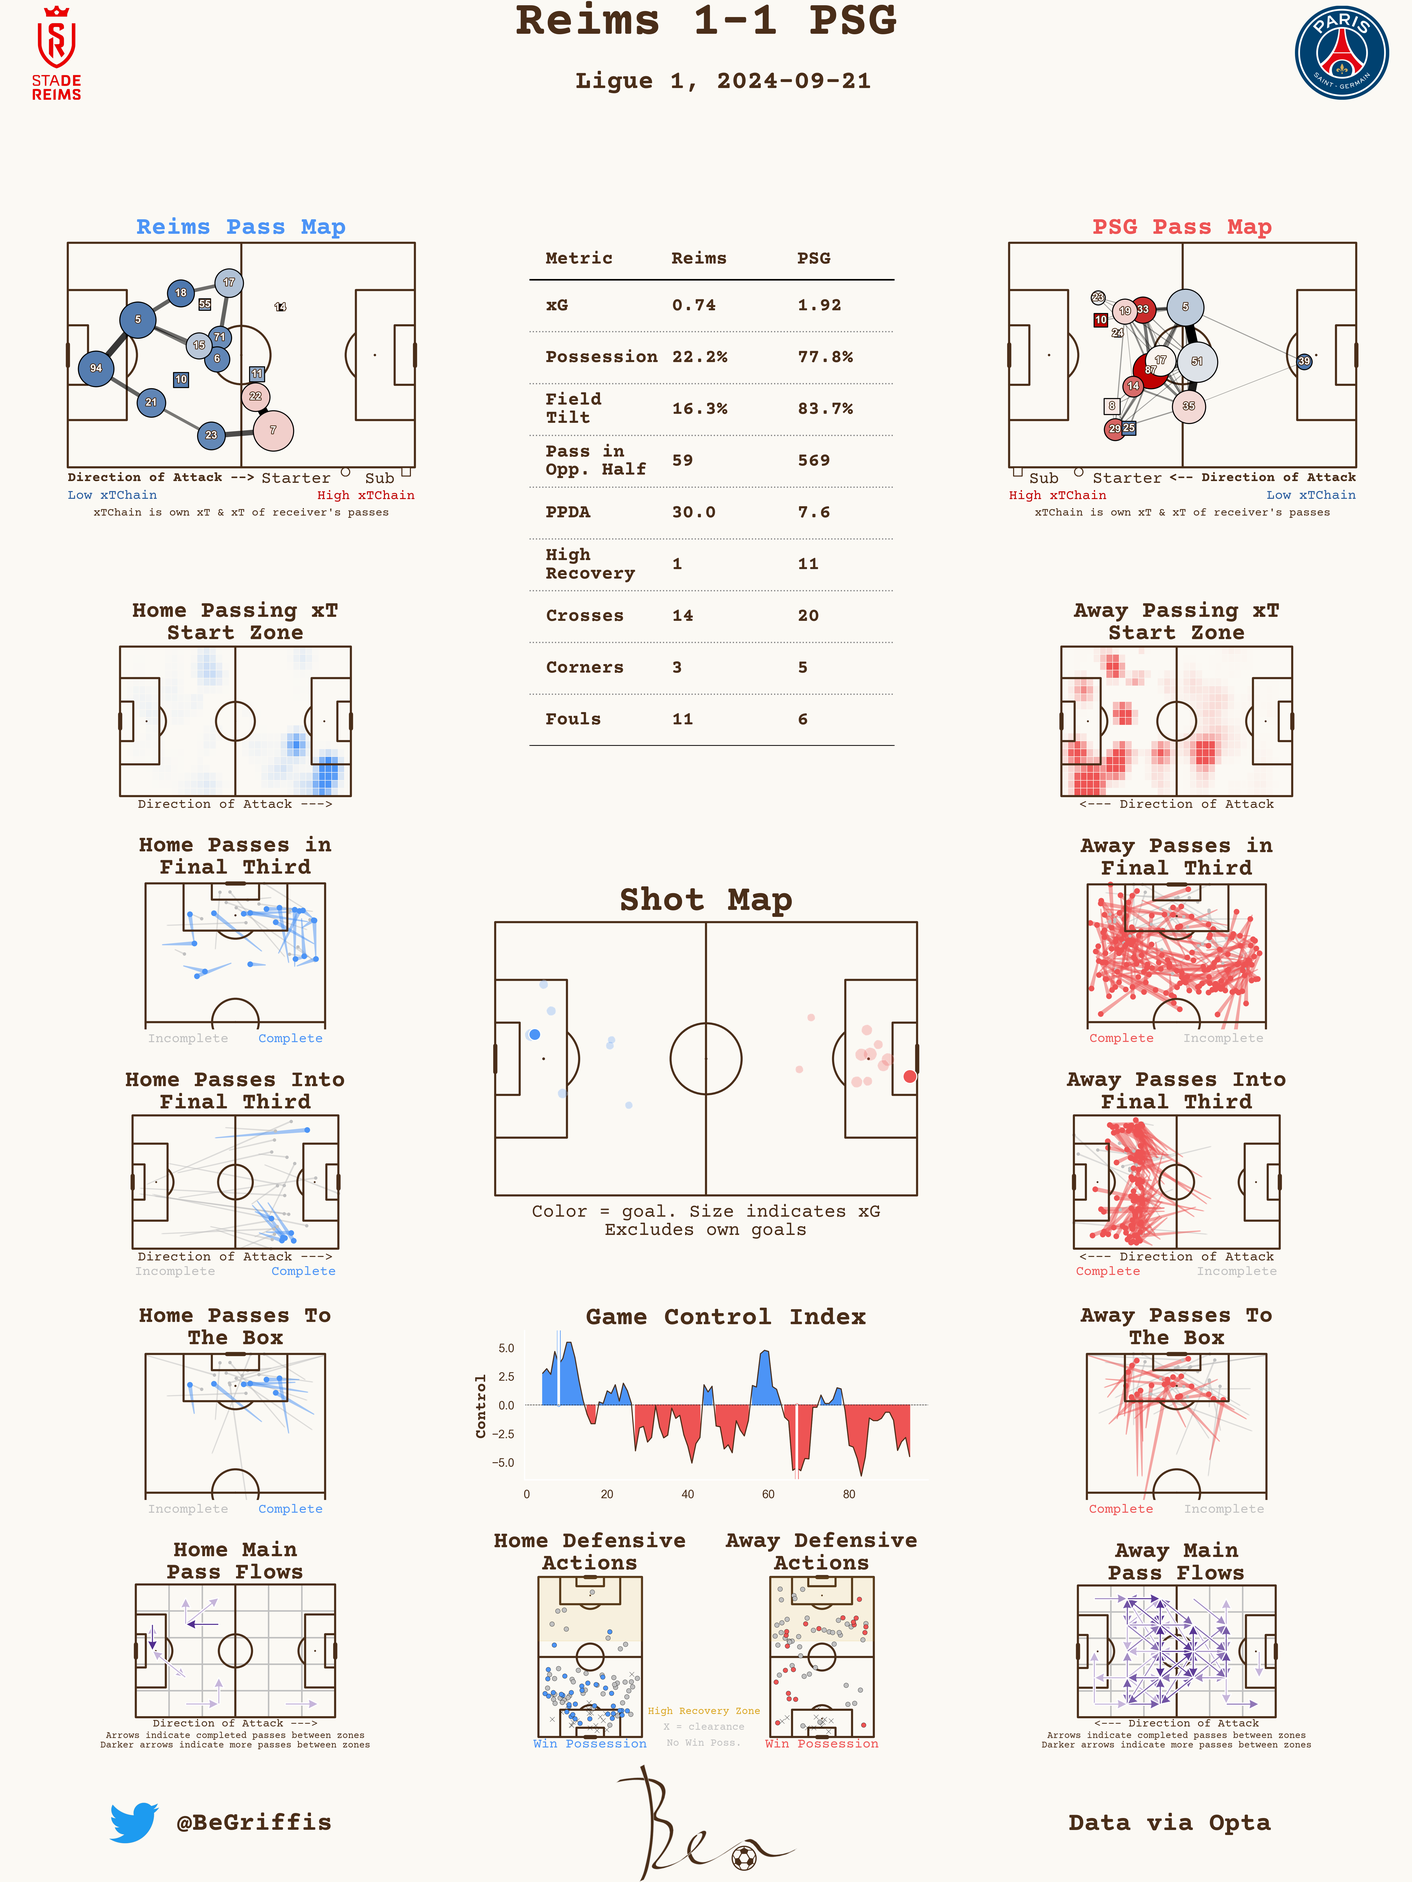 Reims 1-1 PSG
Ligue 1, 2024-09-21
STADE
REIMS
PARIS
SAINT-GERMAIN
Reims Pass Map
17
18
55
14
5
71
15
6
94
11
10
22
21
7
23
Direction of Attack --> Starter Sub
Low xTChain High xTChain
xTChain is own xT & xT of receiver's passes
Metric Reims PSG
xG 0.74 1.92
Possession 22.2% 77.8%
Field
Tilt 16.3% 83.7%
Pass in
Opp. Half 59 569
PPDA 30.0 7.6
High
Recovery 1 11
Crosses 14 20
Corners 3 5
Fouls 11 6
PSG Pass Map
23
19
33
5
10
24
17
51
39
87
14
8
35
29
25
Sub Starter <-- Direction of Attack
High xTChain Low xTChain
xTChain is own xT & xT of receiver's passes
Home Passing xT
Start Zone
Direction of Attack --->
Away Passing xT
Start Zone
<--- Direction of Attack
Home Passes in
Final Third
Incomplete Complete
Away Passes in
Final Third
Complete Incomplete
Shot Map
Color = goal. Size indicates xG
Excludes own goals
Home Passes Into
Final Third
Direction of Attack --->
Incomplete Complete
Away Passes Into
Final Third
<--- Direction of Attack
Complete Incomplete
Home Passes To
The Box
Incomplete Complete
Game Control Index
Control
5.0
2.5
0.0
−2.5
−5.0
0 20 40 60 80
Away Passes To
The Box
Complete Incomplete
Home Main
Pass Flows
Direction of Attack --->
Arrows indicate completed passes between zones
Darker arrows indicate more passes between zones
Home Defensive
Actions
Win Possession
Away Defensive
Actions
Win Possession
High Recovery Zone
X = clearance
No Win Poss.
Away Main
Pass Flows
<--- Direction of Attack
Arrows indicate completed passes between zones
Darker arrows indicate more passes between zones
@BeGriffis
Ben
Data via Opta